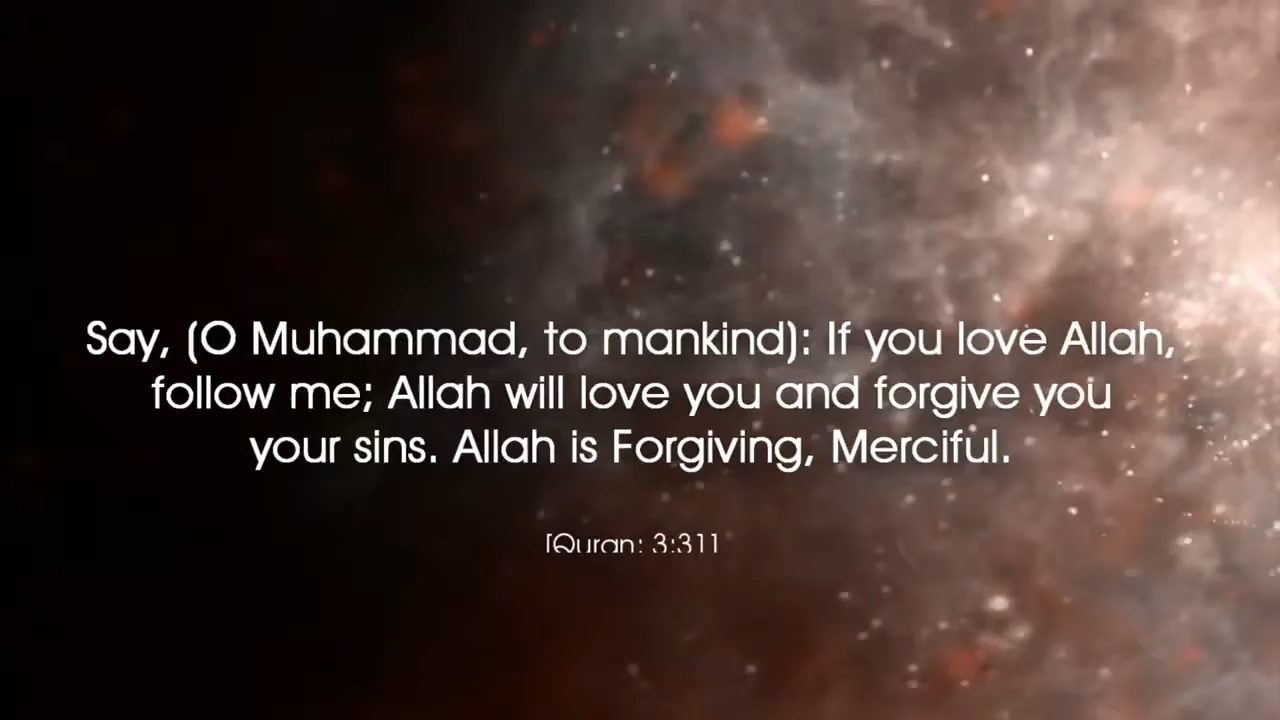 Say, (O Muhammad, to mankind): If you love Allah,
follow me; Allah will love you and forgive you
your sins. Allah is Forgiving, Merciful.
[Quran: 3:31]